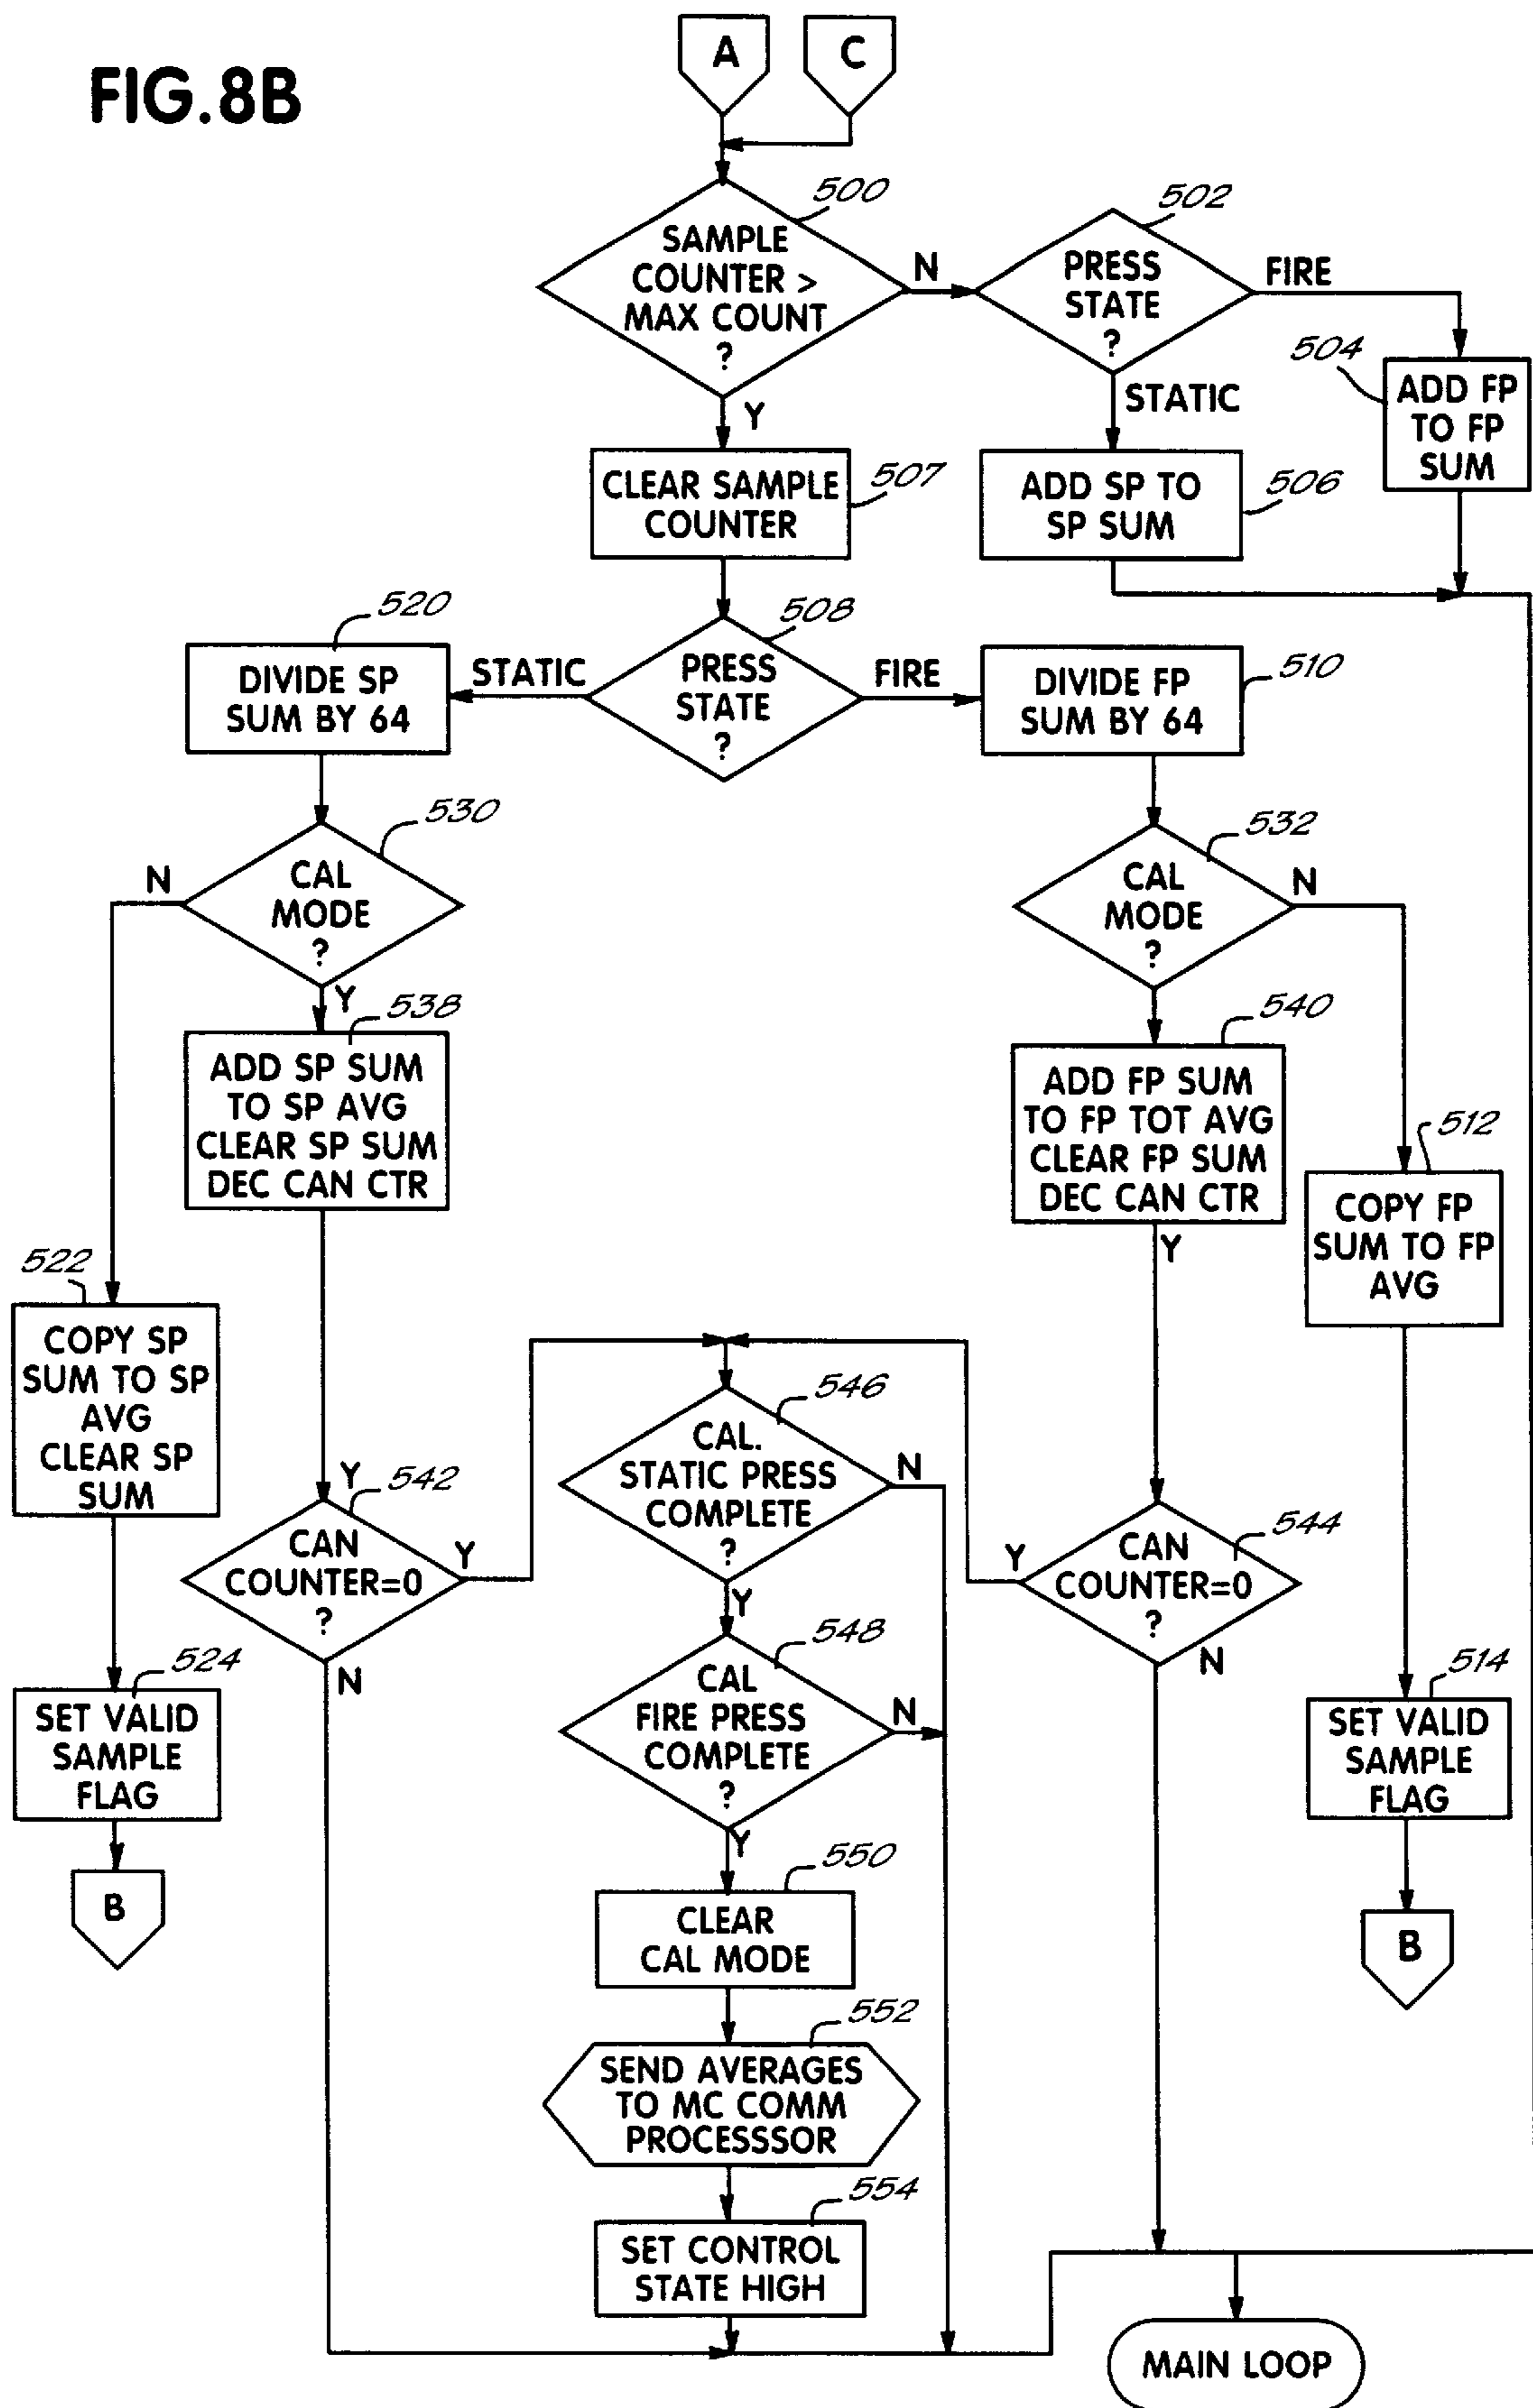 FIG.8B
A
C
500
SAMPLE
COUNTER >
MAX COUNT
?
N
Y
502
PRESS
STATE
?
FIRE
STATIC
504
ADD FP
TO FP
SUM
ADD SP TO
SP SUM
506
CLEAR SAMPLE
COUNTER
507
508
PRESS
STATE
?
STATIC
FIRE
520
DIVIDE SP
SUM BY 64
DIVIDE FP
SUM BY 64
510
530
CAL
MODE
?
N
Y
532
CAL
MODE
?
N
538
ADD SP SUM
TO SP AVG
CLEAR SP SUM
DEC CAN CTR
540
ADD FP SUM
TO FP TOT AVG
CLEAR FP SUM
DEC CAN CTR
Y
512
COPY FP
SUM TO FP
AVG
522
COPY SP
SUM TO SP
AVG
CLEAR SP
SUM
Y
542
CAN
COUNTER=0
?
Y
N
546
CAL.
STATIC PRESS
COMPLETE
?
N
Y
544
CAN
COUNTER=0
?
Y
N
548
CAL
FIRE PRESS
COMPLETE
?
N
Y
524
SET VALID
SAMPLE
FLAG
B
514
SET VALID
SAMPLE
FLAG
B
550
CLEAR
CAL MODE
552
SEND AVERAGES
TO MC COMM
PROCESSSOR
554
SET CONTROL
STATE HIGH
MAIN LOOP